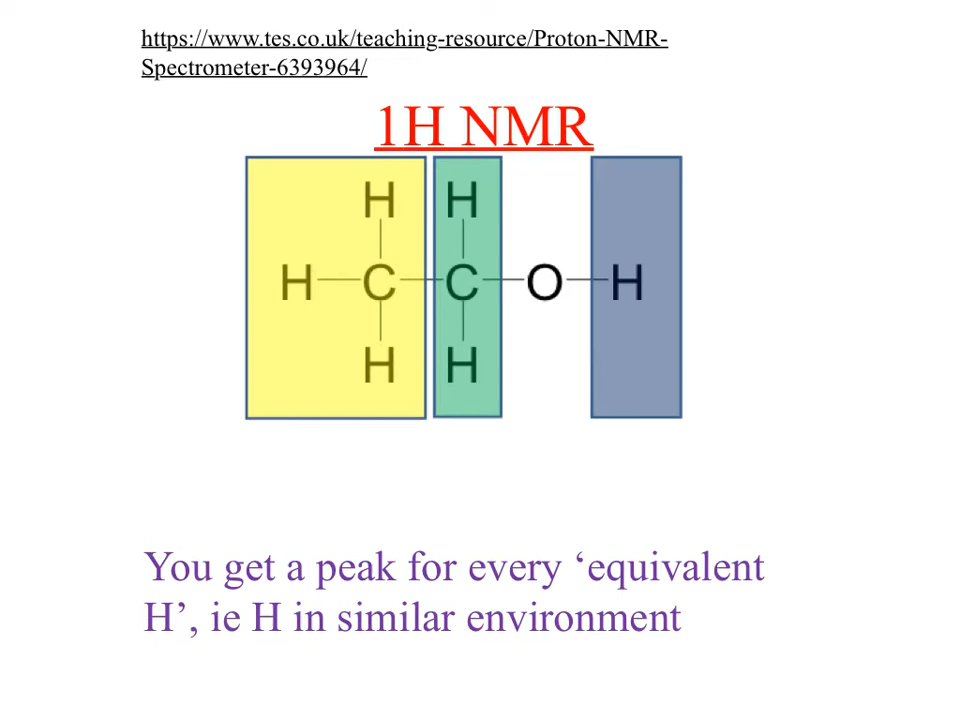 https://www.tes.co.uk/teaching-resource/Proton-NMR-
Spectrometer-6393964/
1H NMR
H H
H C C O H
H H
You get a peak for every ‘equivalent
H’, ie H in similar environment